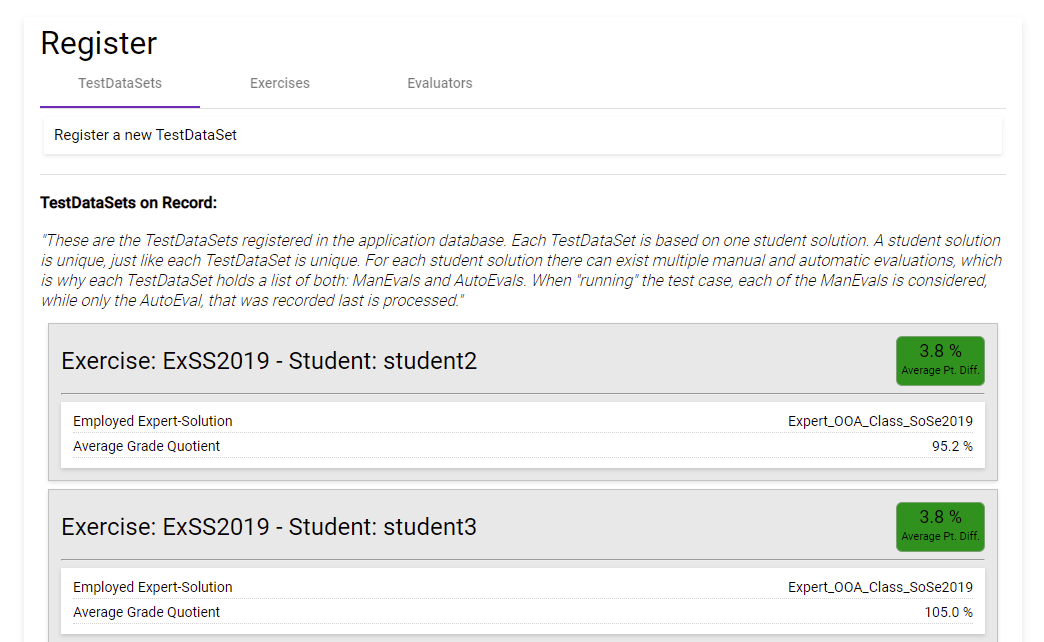 Register
TestDataSets Exercises Evaluators
Register a new TestDataSet
TestDataSets on Record:
"These are the TestDataSets registered in the application database. Each TestDataSet is based on one student solution. A student solution
is unique, just like each TestDataSet is unique. For each student solution there can exist multiple manual and automatic evaluations, which
is why each TestDataSet holds a list of both: ManEvals and AutoEvals. When "running" the test case, each of the ManEvals is considered,
while only the AutoEval, that was recorded last is processed."
Exercise: ExSS2019 - Student: student2
3.8 %
Average Pt. Diff.
Employed Expert-Solution Expert_OOA_Class_SoSe2019
Average Grade Quotient 95.2 %
Exercise: ExSS2019 - Student: student3
3.8 %
Average Pt. Diff.
Employed Expert-Solution Expert_OOA_Class_SoSe2019
Average Grade Quotient 105.0 %